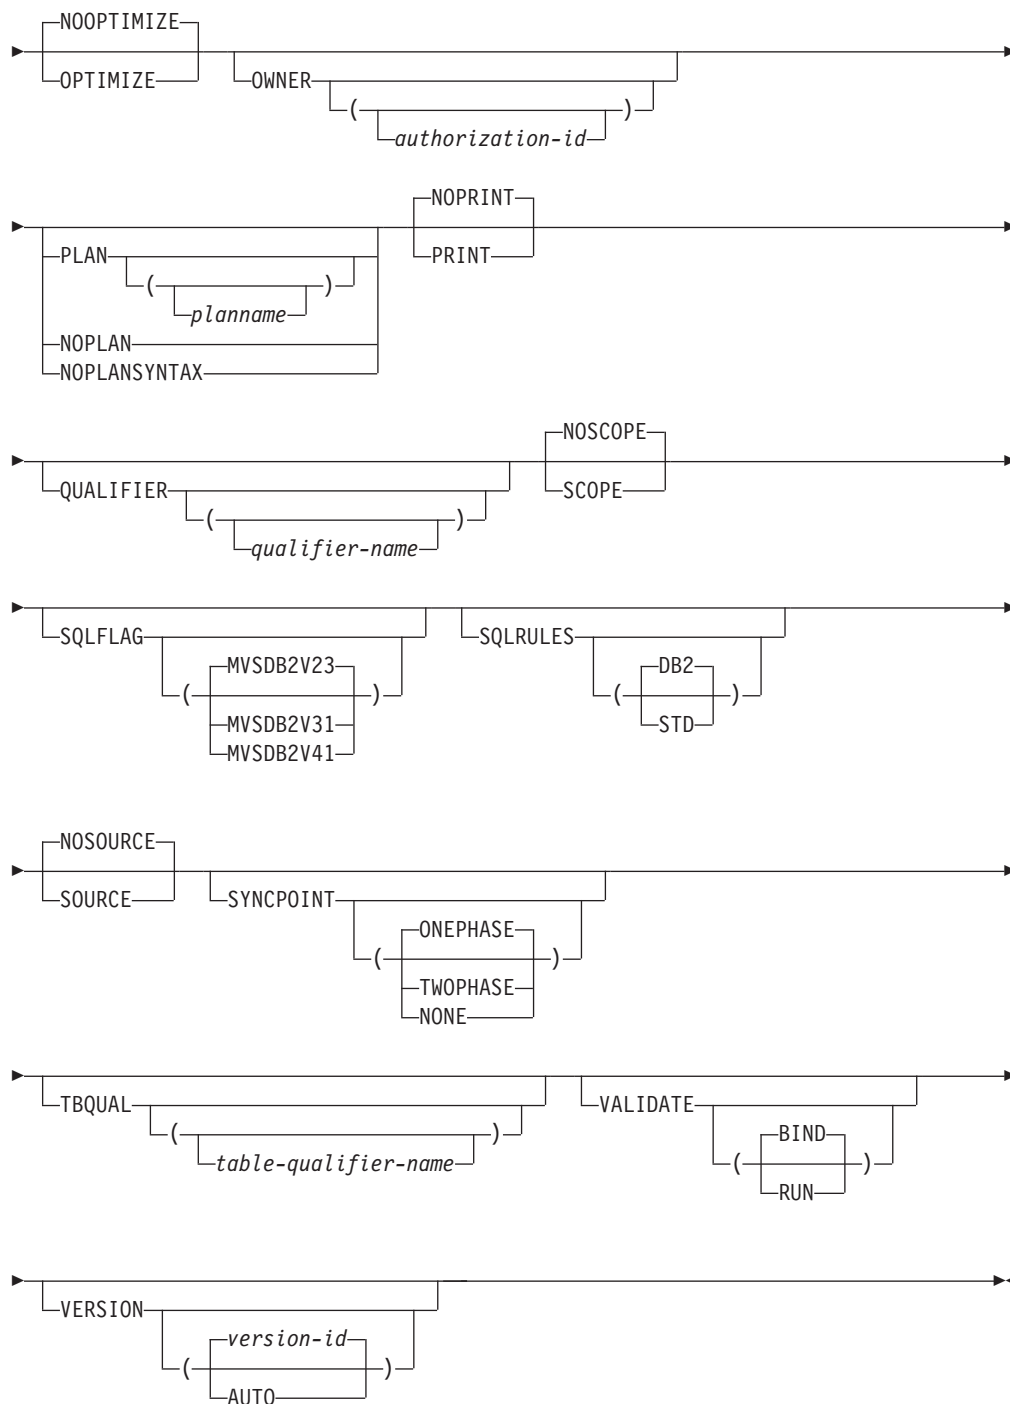 NOOPTIMIZE
OPTIMIZE
OWNER
( )
authorization-id
NOPRINT
PLAN
PRINT
( )
planname
NOPLAN
NOPLANSYNTAX
NOSCOPE
QUALIFIER
SCOPE
( )
qualifier-name
SQLFLAG
SQLRULES
MVSDB2V23
DB2
( )
( )
MVSDB2V31
STD
MVSDB2V41
NOSOURCE
SOURCE
SYNCPOINT
ONEPHASE
( )
TWOPHASE
NONE
TBQUAL
VALIDATE
( )
BIND
table-qualifier-name
( )
RUN
VERSION
version-id
( )
AUTO